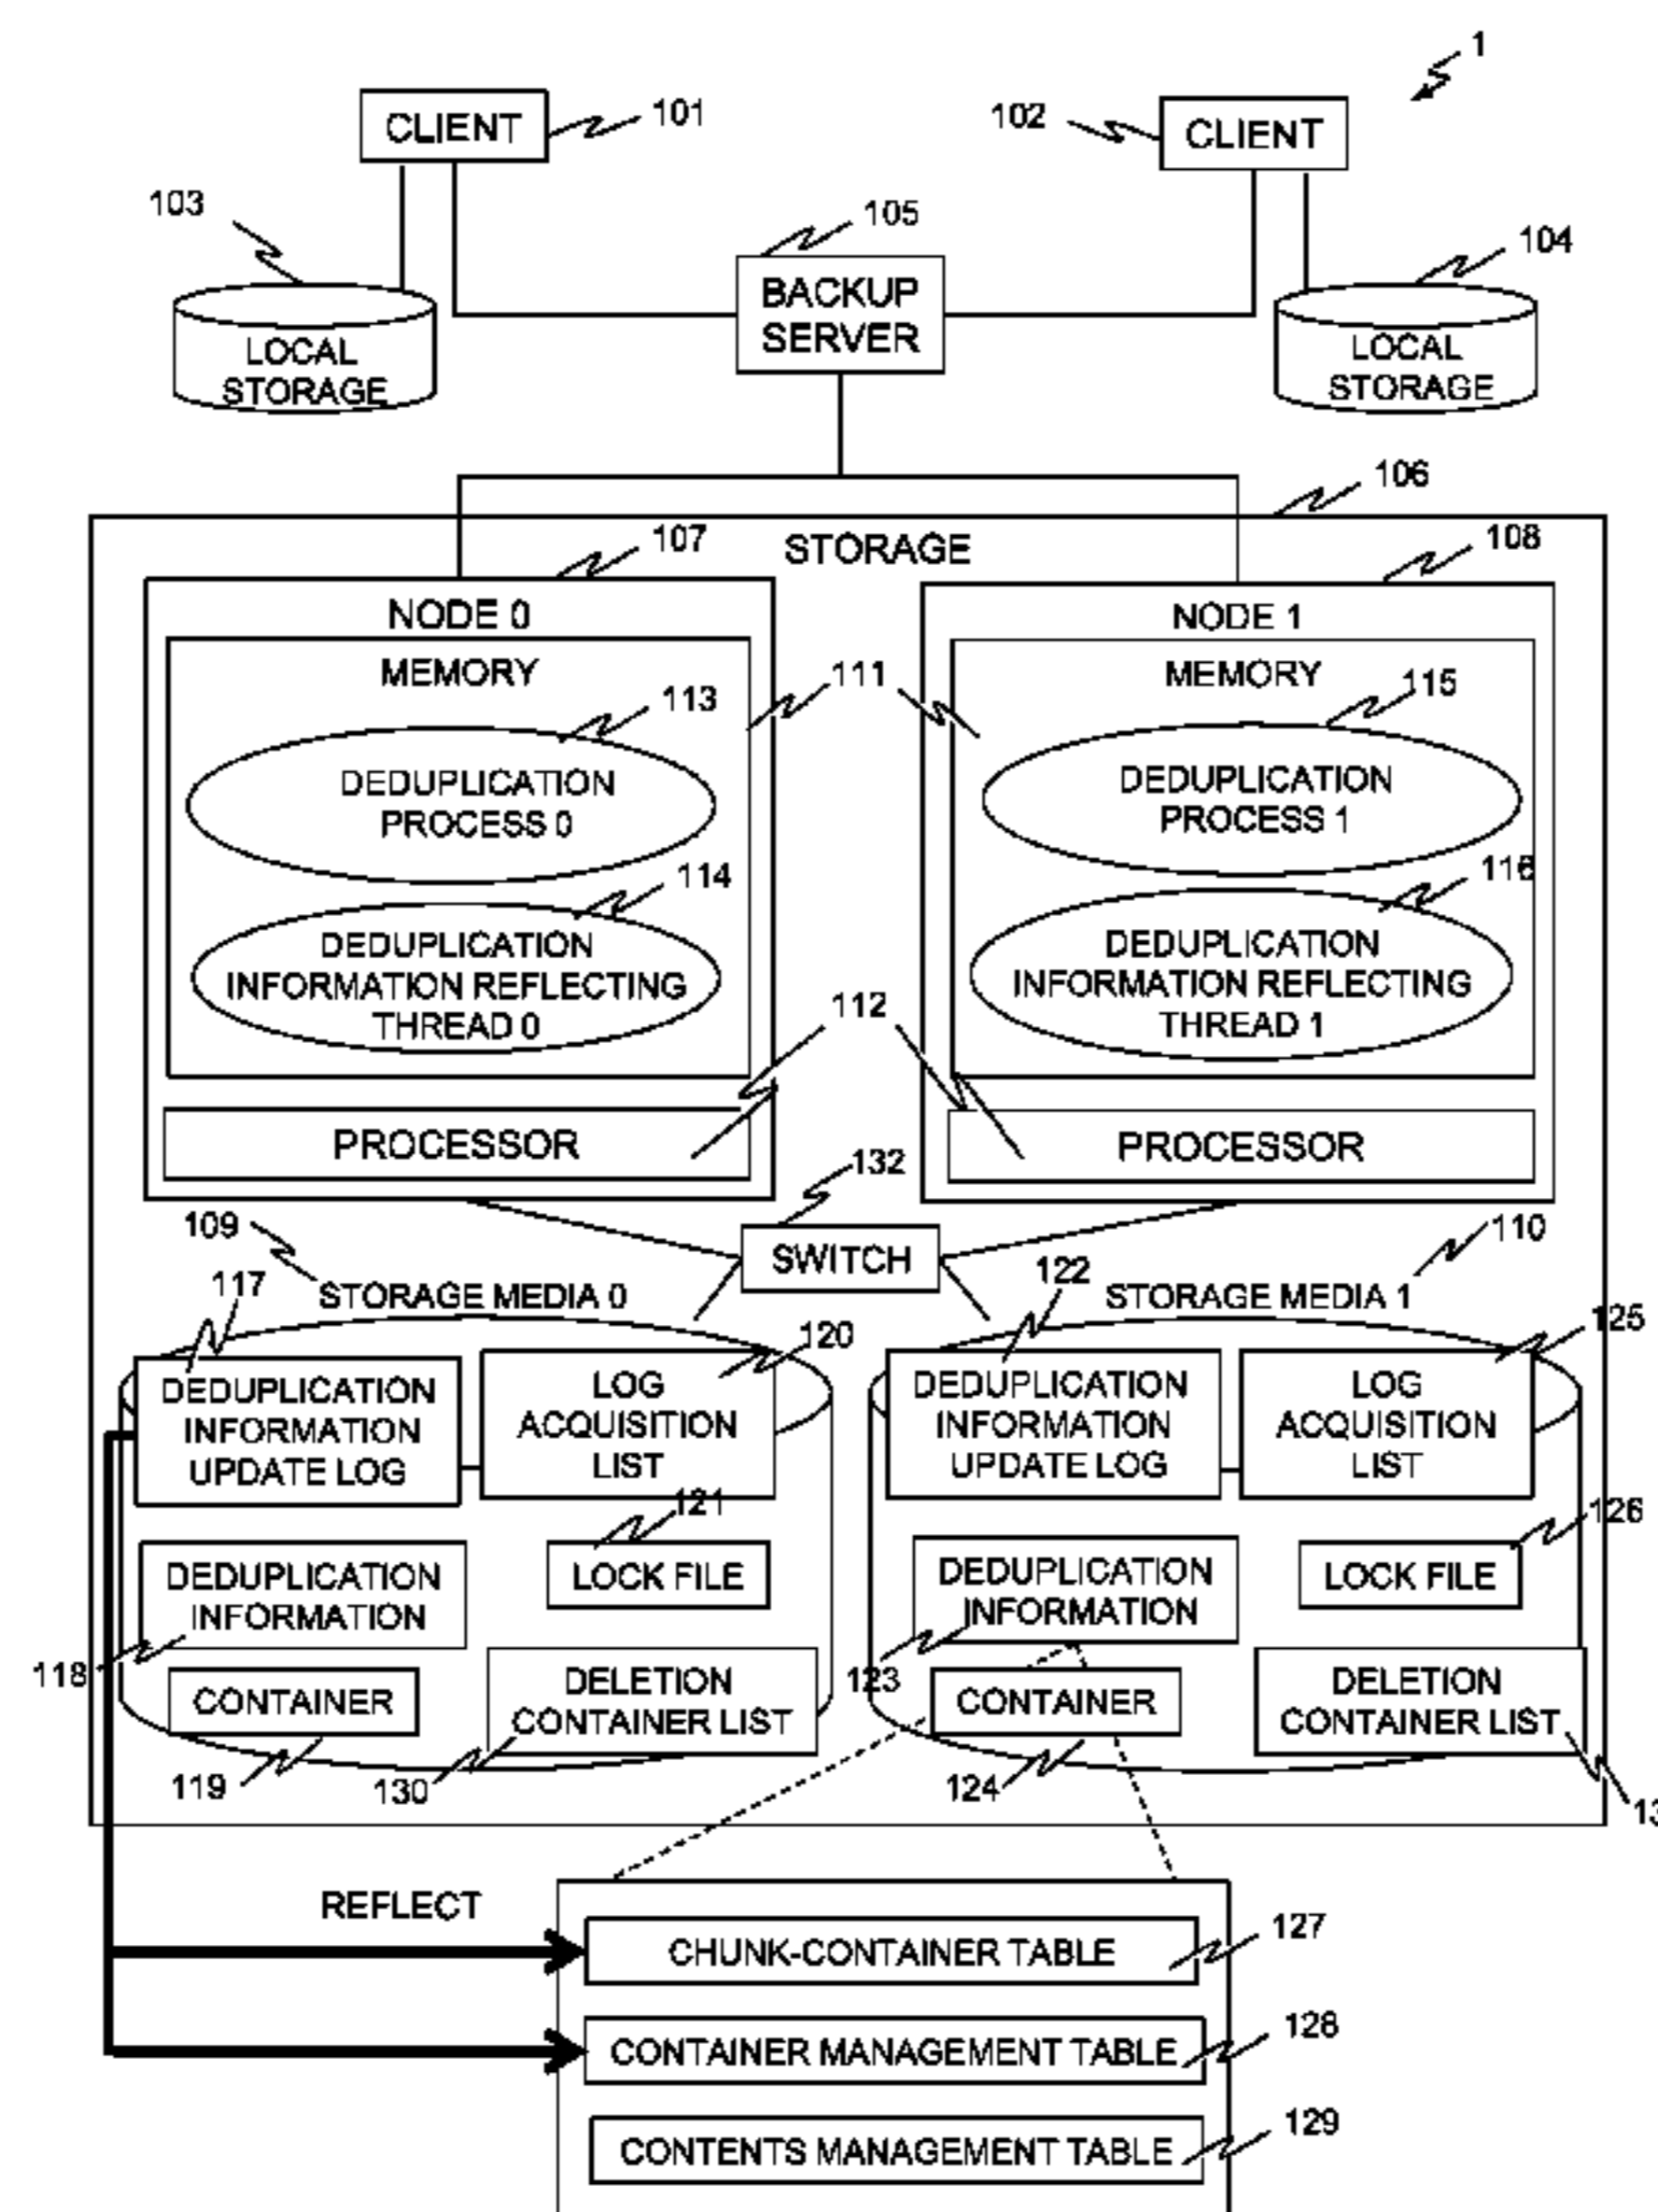 1
CLIENT
101
102
CLIENT
103
105
104
BACKUP
SERVER
LOCAL
STORAGE
LOCAL
STORAGE
106
STORAGE
107
108
NODE 0
NODE 1
MEMORY
111
MEMORY
113
115
DEDUPLICATION
PROCESS 0
DEDUPLICATION
PROCESS 1
114
116
DEDUPLICATION
INFORMATION REFLECTING
THREAD 0
DEDUPLICATION
INFORMATION REFLECTING
THREAD 1
112
PROCESSOR
PROCESSOR
132
109
SWITCH
110
117
STORAGE MEDIA 0
122
STORAGE MEDIA 1
120
125
DEDUPLICATION
INFORMATION
UPDATE LOG
LOG
ACQUISITION
LIST
DEDUPLICATION
INFORMATION
UPDATE LOG
LOG
ACQUISITION
LIST
121
126
DEDUPLICATION
INFORMATION
LOCK FILE
DEDUPLICATION
INFORMATION
LOCK FILE
118
123
CONTAINER
DELETION
CONTAINER LIST
CONTAINER
DELETION
CONTAINER LIST
119
130
124
REFLECT
CHUNK-CONTAINER TABLE
127
CONTAINER MANAGEMENT TABLE
128
CONTENTS MANAGEMENT TABLE
129